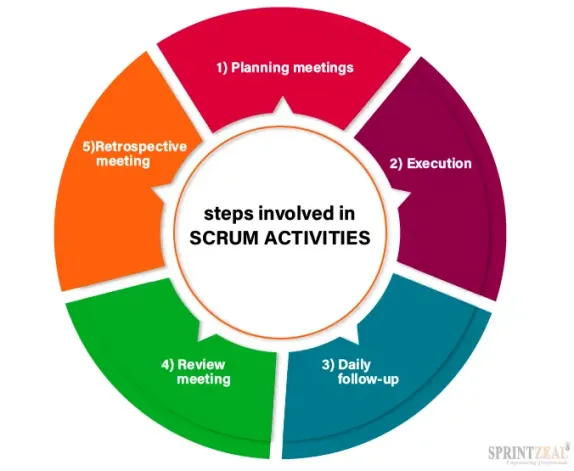 1) Planning meetings
2) Execution
3) Daily
follow-up
4) Review
meeting
5)Retrospective
meeting
steps involved in
SCRUM ACTIVITIES
SPRINTZEAL